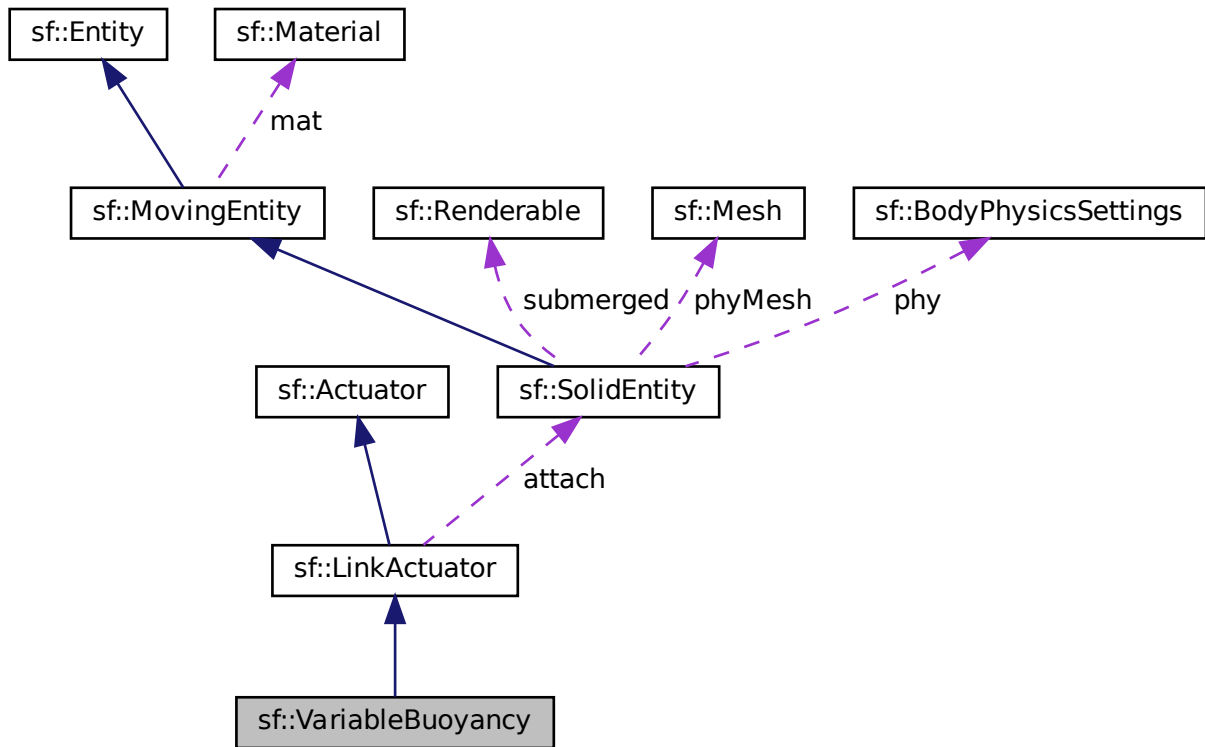 sf::Entity
sf::Material
mat
sf::MovingEntity
sf::Renderable
sf::Mesh
sf::BodyPhysicsSettings
submerged
phyMesh
phy
sf::Actuator
sf::SolidEntity
attach
sf::LinkActuator
sf::VariableBuoyancy